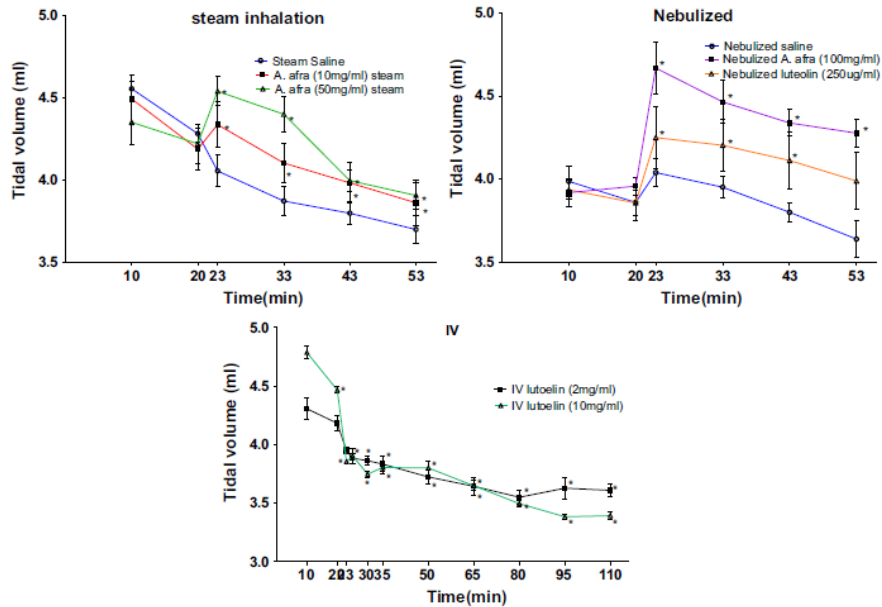 steam inhalation
5.0
4.5
4.0
3.5
Tidal volume (ml)
Steam Saline
A. afra (10mg/ml) steam
A. afra (50mg/ml) steam
* * * * * * * *
10 20 23 33 43 53
Time(min)
Nebulized
5.0
4.5
4.0
3.5
Tidal volume (ml)
Nebulized saline
Nebulized A. afra (100mg/ml)
Nebulized luteolin (250ug/ml)
* * * * * * *
10 20 23 33 43 53
Time(min)
IV
5.0
4.5
4.0
3.5
3.0
Tidal volume (ml)
IV lutoelin (2mg/ml)
IV lutoelin (10mg/ml)
10 20 23 30 35 50 65 80 95 110
Time(min)